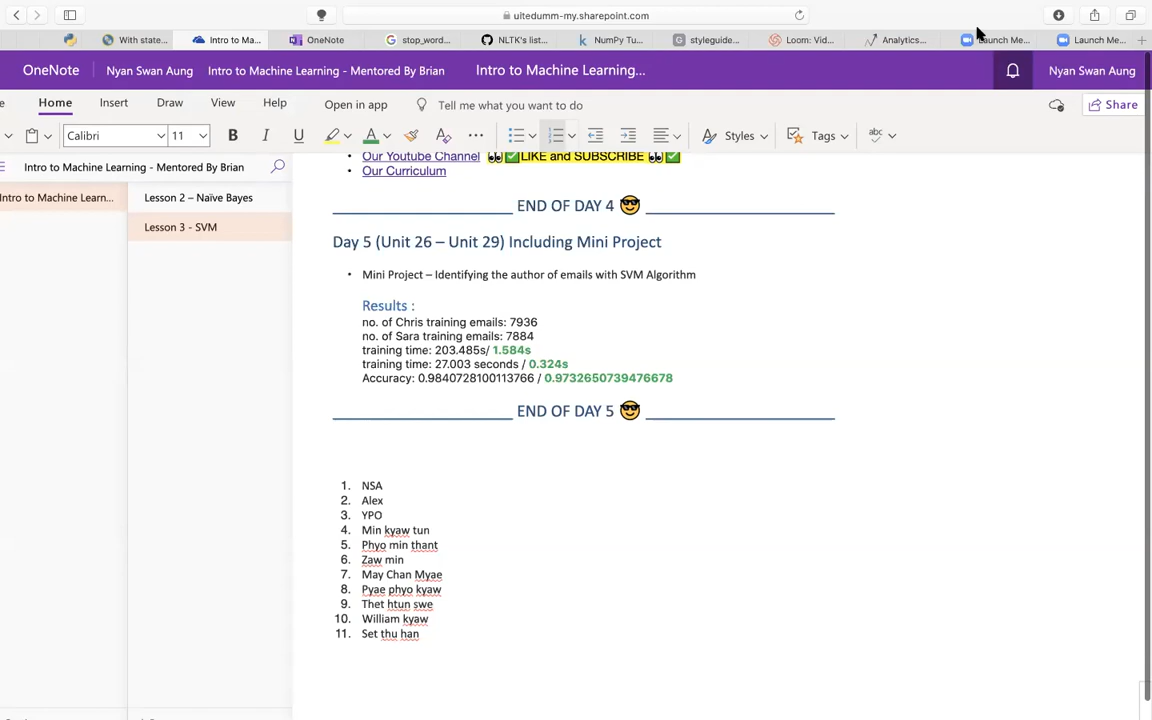 uitedumm-my.sharepoint.com
With state...
Intro to Ma...
OneNote
stop_word...
NLTK's list...
NumPy Tu...
styleguide...
Loom: Vid...
Analytics...
Launch Me...
Launch Me...
OneNote
Nyan Swan Aung
Intro to Machine Learning - Mentored By Brian
Intro to Machine Learning...
Nyan Swan Aung
Home
Insert
Draw
View
Help
Open in app
Tell me what you want to do
Share
Calibri
11
B
I
U
A
Styles
Tags
abc
Intro to Machine Learning - Mentored By Brian
Intro to Machine Learn...
Lesson 2 – Naïve Bayes
Lesson 3 - SVM
• Our Youtube Channel 👀✅LIKE and SUBSCRIBE 👀✅
• Our Curriculum
END OF DAY 4 😎
Day 5 (Unit 26 – Unit 29) Including Mini Project
• Mini Project – Identifying the author of emails with SVM Algorithm
Results :
no. of Chris training emails: 7936
no. of Sara training emails: 7884
training time: 203.485s/ 1.584s
training time: 27.003 seconds / 0.324s
Accuracy: 0.9840728100113766 / 0.9732650739476678
END OF DAY 5 😎
1. NSA
2. Alex
3. YPO
4. Min kyaw tun
5. Phyo min thant
6. Zaw min
7. May Chan Myae
8. Pyae phyo kyaw
9. Thet htun swe
10. William kyaw
11. Set thu han